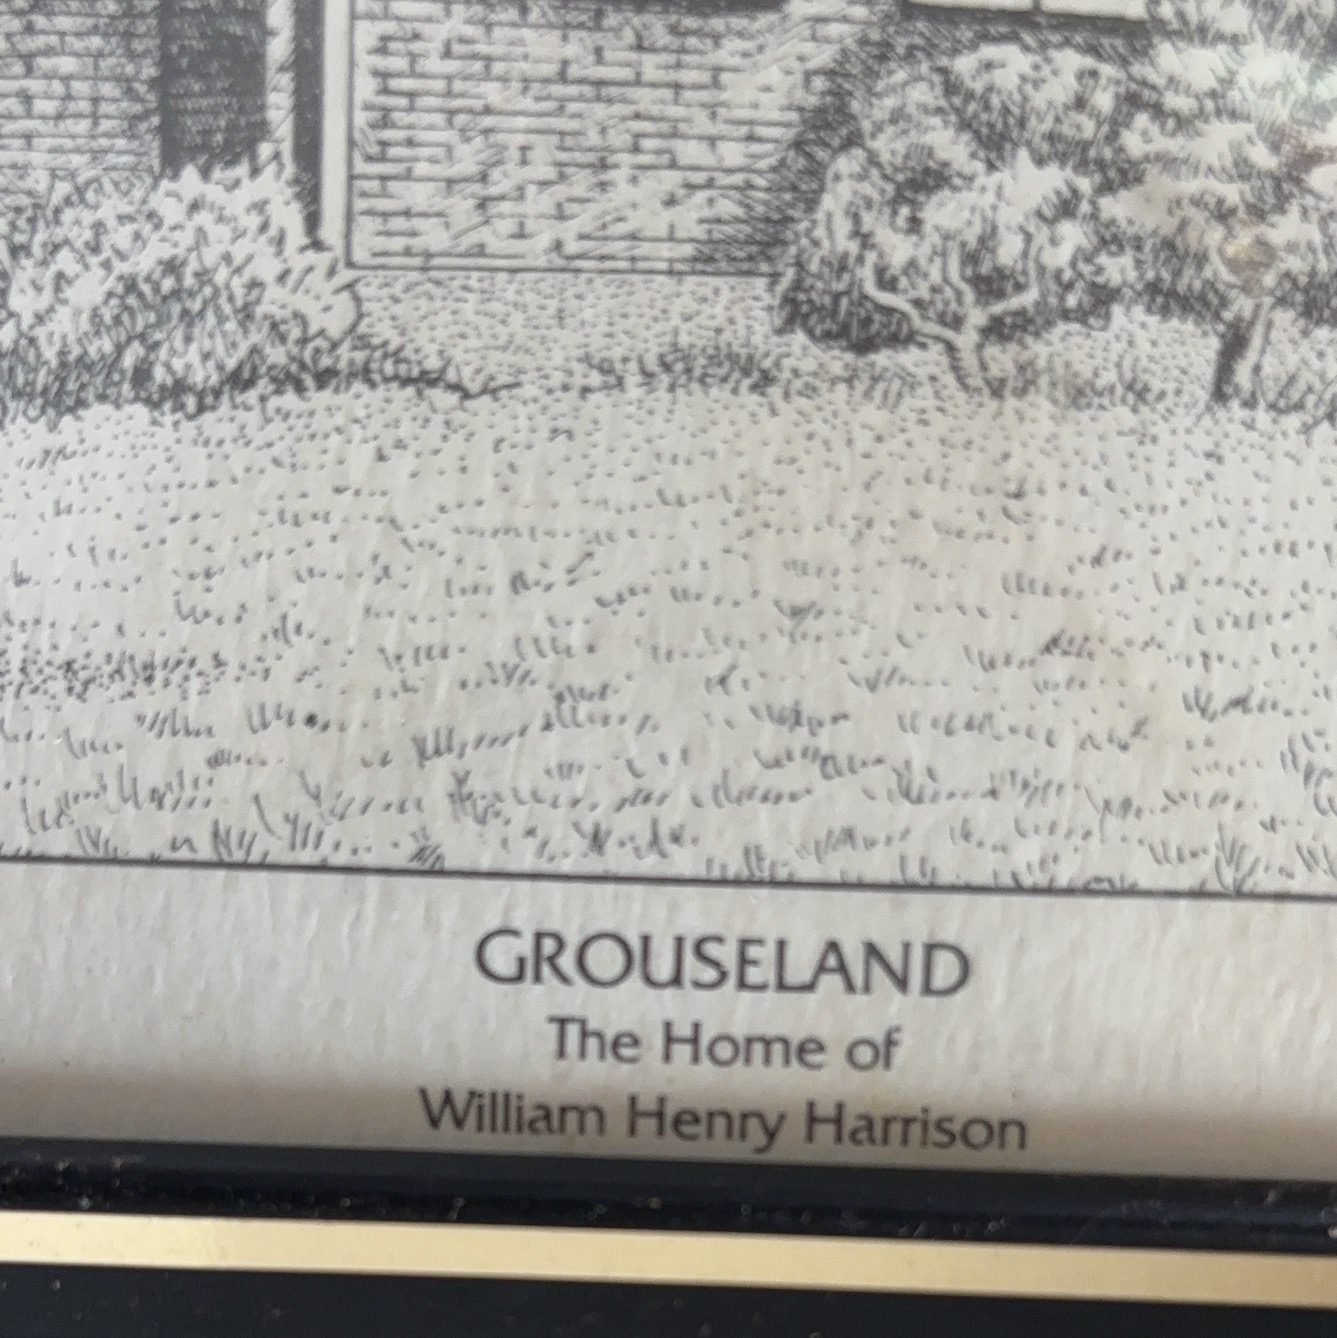 GROUSELAND
The Home of
William Henry Harrison